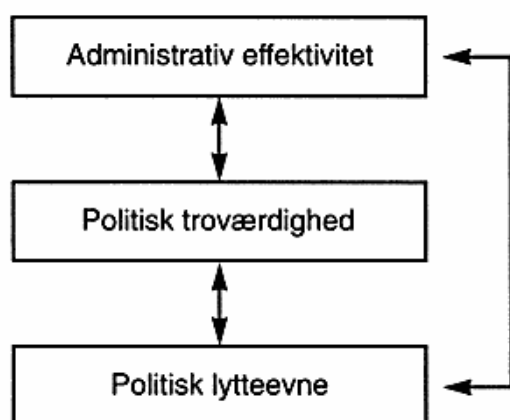 Administrativ effektivitet
Politisk troværdighed
Politisk lytteevne